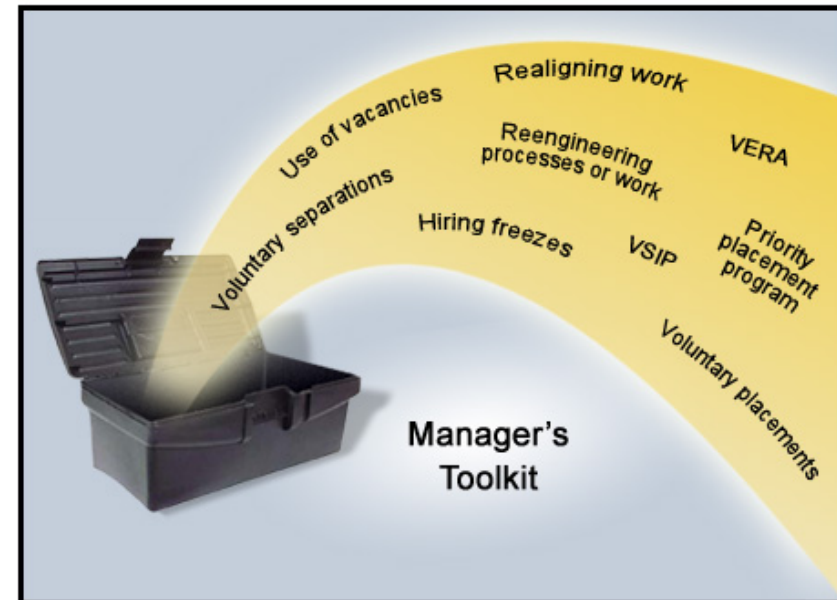 Realigning work
Use of vacancies
Reengineering
processes or work
VERA
Voluntary separations
Hiring freezes
VSIP
Priority
placement
program
Voluntary placements
Manager's
Toolkit